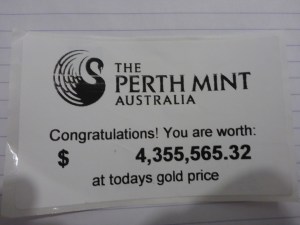 THE
PERTH MINT
AUSTRALIA
Congratulations! You are worth:
$ 4,355,565.32
at todays gold price